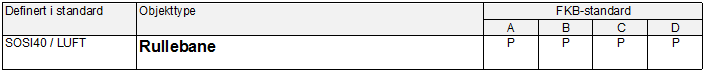 Definert i standard Objekttype FKB-standard
A B C D
SOSI40 / LUFT Rullebane P P P P